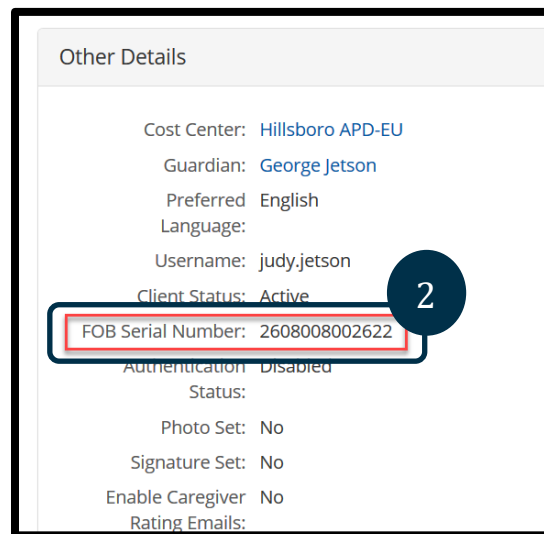 Other Details
Cost Center: Hillsboro APD-EU
Guardian: George Jetson
Preferred English
Language:
Username: judy.jetson
Client Status: Active
2
FOB Serial Number: 2608008002622
Authentication Disabled
Status:
Photo Set: No
Signature Set: No
Enable Caregiver No
Rating Emails: